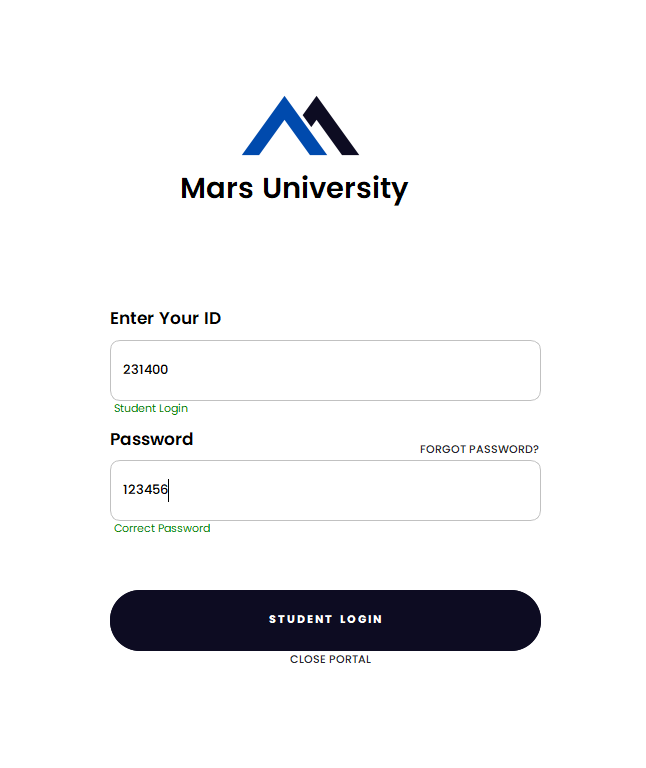 Mars University
Enter Your ID
231400
Student Login
Password
FORGOT PASSWORD?
123456
Correct Password
STUDENT LOGIN
CLOSE PORTAL